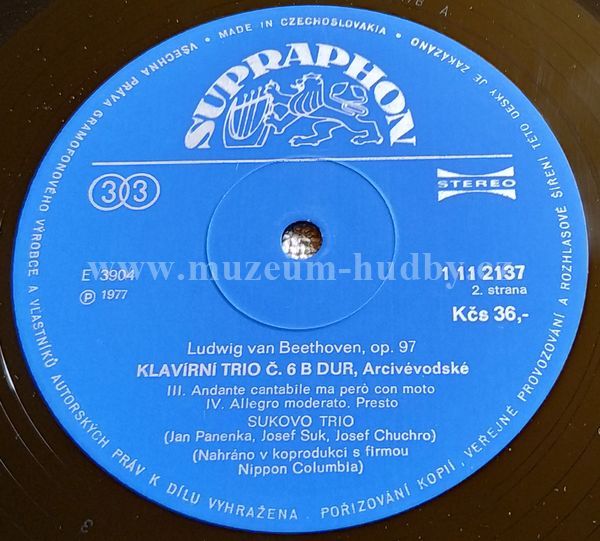 VŠECHNA PRÁVA GRAMOFONOVÉHO VÝROBCE A VLASTNÍKŮ AUTORSKÝCH PRÁV K DÍLU VYHRAŽENA. POŘIZOVÁNÍ KOPIÍ, VEŘEJNÉ PROVOZOVÁNÍ A ROZHLASOVÉ ŠÍŘENÍ TÉTO DESKY JE ZAKÁZÁNO • MADE IN CZECHOSLOVAKIA •
SUPRAPHON
33
STEREO
www.muzeum-hudby.cz
E 3904
1 11 2137
Ⓟ 1977
2. strana
Kčs 36,-
Ludwig van Beethoven, op. 97
KLAVÍRNÍ TRIO Č. 6 B DUR, Arcivévodské
III. Andante cantabile ma però con moto
IV. Allegro moderato. Presto
SUKOVO TRIO
(Jan Panenka, Josef Suk, Josef Chuchro)
(Nahráno v koprodukci s firmou
Nippon Columbia)